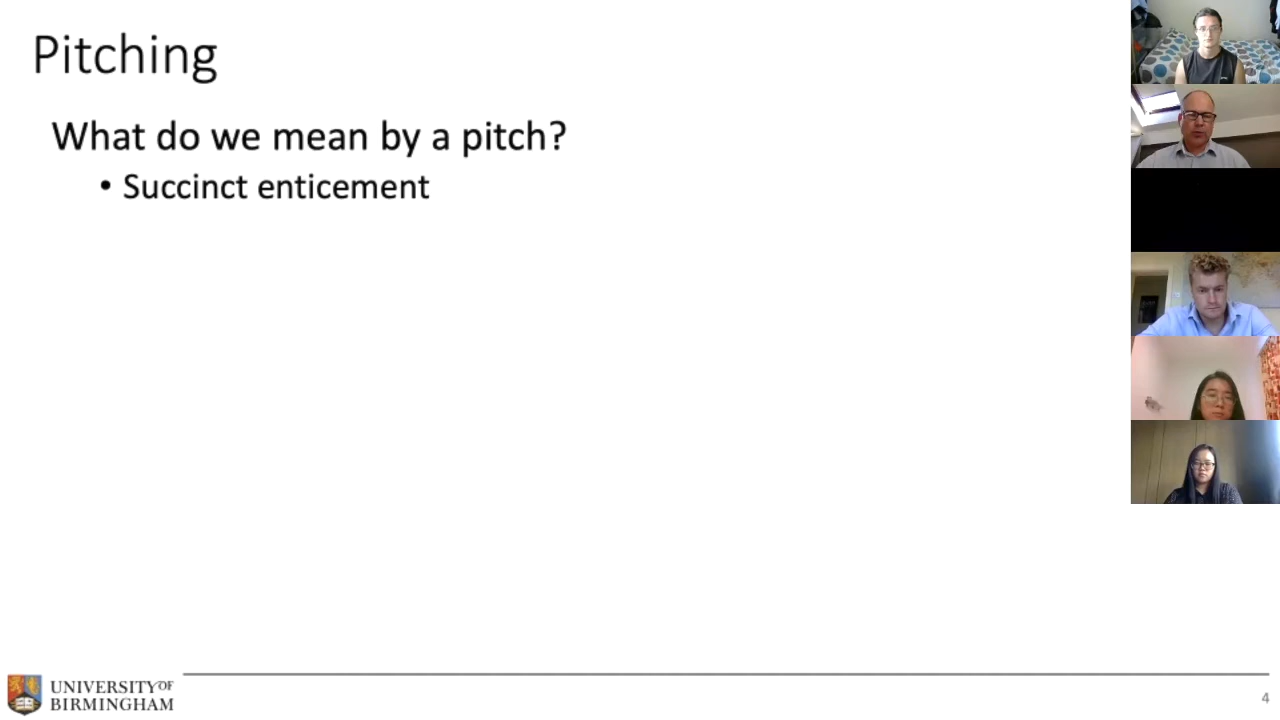 Pitching
What do we mean by a pitch?
• Succinct enticement
UNIVERSITY OF
BIRMINGHAM
4